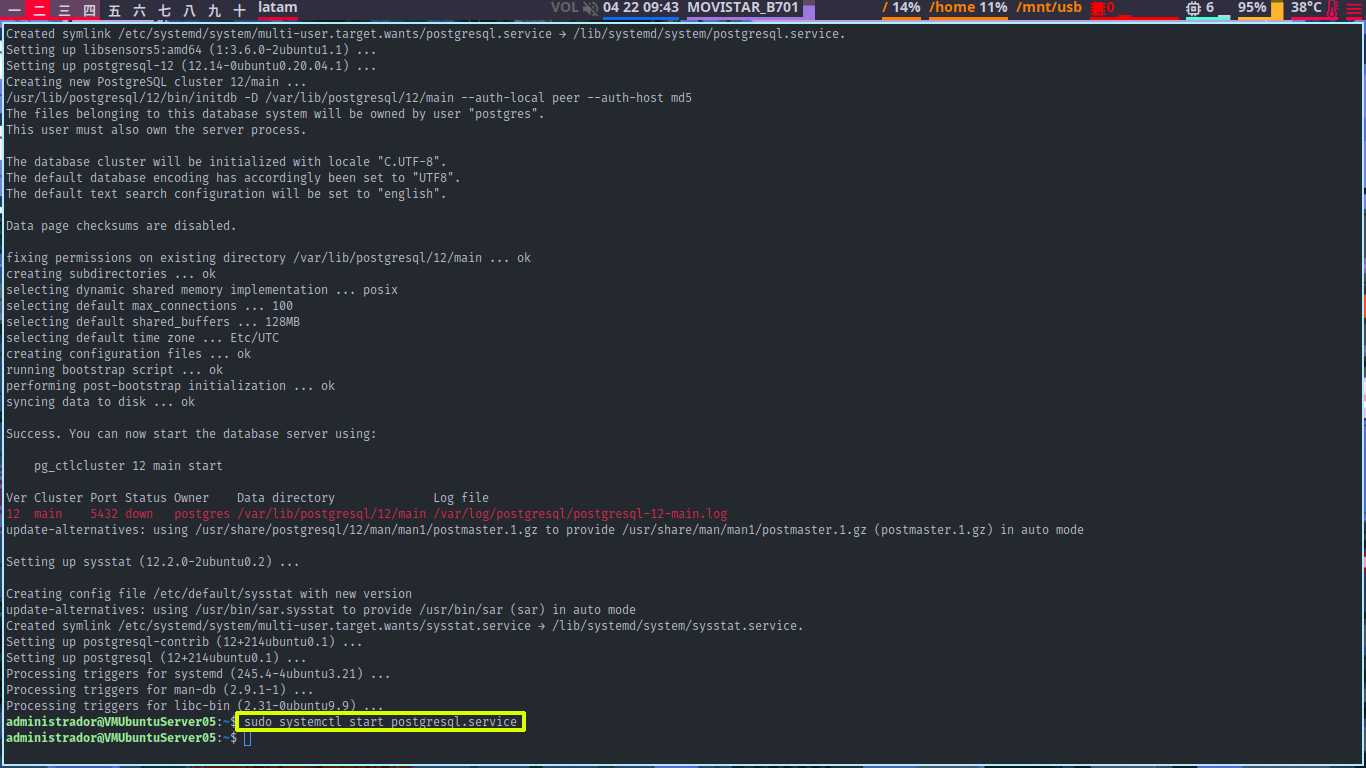 一 二 三 四 五 六 七 八 九 十 latam VOL 04 22 09:43 MOVISTAR_B701 / 14% /home 11% /mnt/usb 0 6 95% 38°C
Created symlink /etc/systemd/system/multi-user.target.wants/postgresql.service → /lib/systemd/system/postgresql.service.
Setting up libsensors5:amd64 (1:3.6.0-2ubuntu1.1) ...
Setting up postgresql-12 (12.14-0ubuntu0.20.04.1) ...
Creating new PostgreSQL cluster 12/main ...
/usr/lib/postgresql/12/bin/initdb -D /var/lib/postgresql/12/main --auth-local peer --auth-host md5
The files belonging to this database system will be owned by user "postgres".
This user must also own the server process.
The database cluster will be initialized with locale "C.UTF-8".
The default database encoding has accordingly been set to "UTF8".
The default text search configuration will be set to "english".
Data page checksums are disabled.
fixing permissions on existing directory /var/lib/postgresql/12/main ... ok
creating subdirectories ... ok
selecting dynamic shared memory implementation ... posix
selecting default max_connections ... 100
selecting default shared_buffers ... 128MB
selecting default time zone ... Etc/UTC
creating configuration files ... ok
running bootstrap script ... ok
performing post-bootstrap initialization ... ok
syncing data to disk ... ok
Success. You can now start the database server using:
pg_ctlcluster 12 main start
Ver Cluster Port Status Owner Data directory Log file
12 main 5432 down postgres /var/lib/postgresql/12/main /var/log/postgresql/postgresql-12-main.log
update-alternatives: using /usr/share/postgresql/12/man/man1/postmaster.1.gz to provide /usr/share/man/man1/postmaster.1.gz (postmaster.1.gz) in auto mode
Setting up sysstat (12.2.0-2ubuntu0.2) ...
Creating config file /etc/default/sysstat with new version
update-alternatives: using /usr/bin/sar.sysstat to provide /usr/bin/sar (sar) in auto mode
Created symlink /etc/systemd/system/multi-user.target.wants/sysstat.service → /lib/systemd/system/sysstat.service.
Setting up postgresql-contrib (12+214ubuntu0.1) ...
Setting up postgresql (12+214ubuntu0.1) ...
Processing triggers for systemd (245.4-4ubuntu3.21) ...
Processing triggers for man-db (2.9.1-1) ...
Processing triggers for libc-bin (2.31-0ubuntu9.9) ...
administrador@VMUbuntuServer05:~$ sudo systemctl start postgresql.service
administrador@VMUbuntuServer05:~$